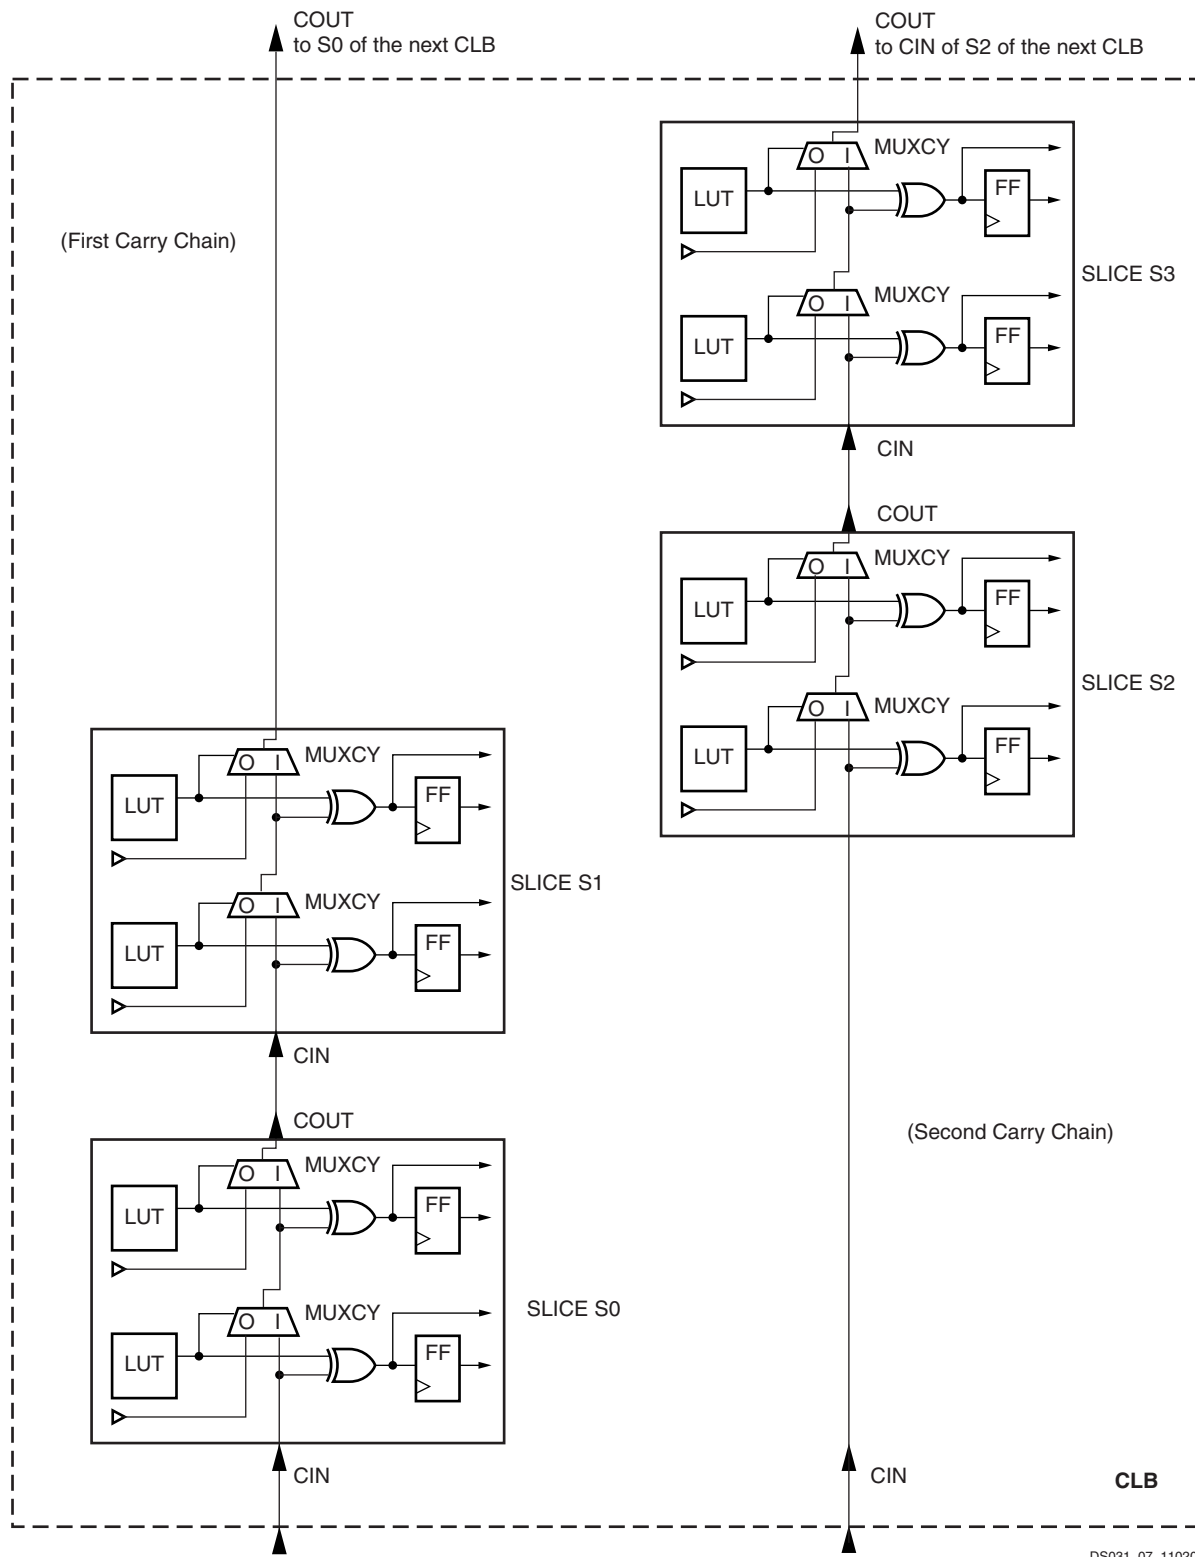 COUT
to S0 of the next CLB
COUT
to CIN of S2 of the next CLB
(First Carry Chain)
O I MUXCY
LUT
FF
SLICE S3
O I MUXCY
LUT
FF
CIN
COUT
O I MUXCY
LUT
FF
SLICE S2
O I MUXCY
LUT
FF
O I MUXCY
LUT
FF
SLICE S1
O I MUXCY
LUT
FF
CIN
COUT
(Second Carry Chain)
O I MUXCY
LUT
FF
SLICE S0
O I MUXCY
LUT
FF
CIN
CIN
CLB